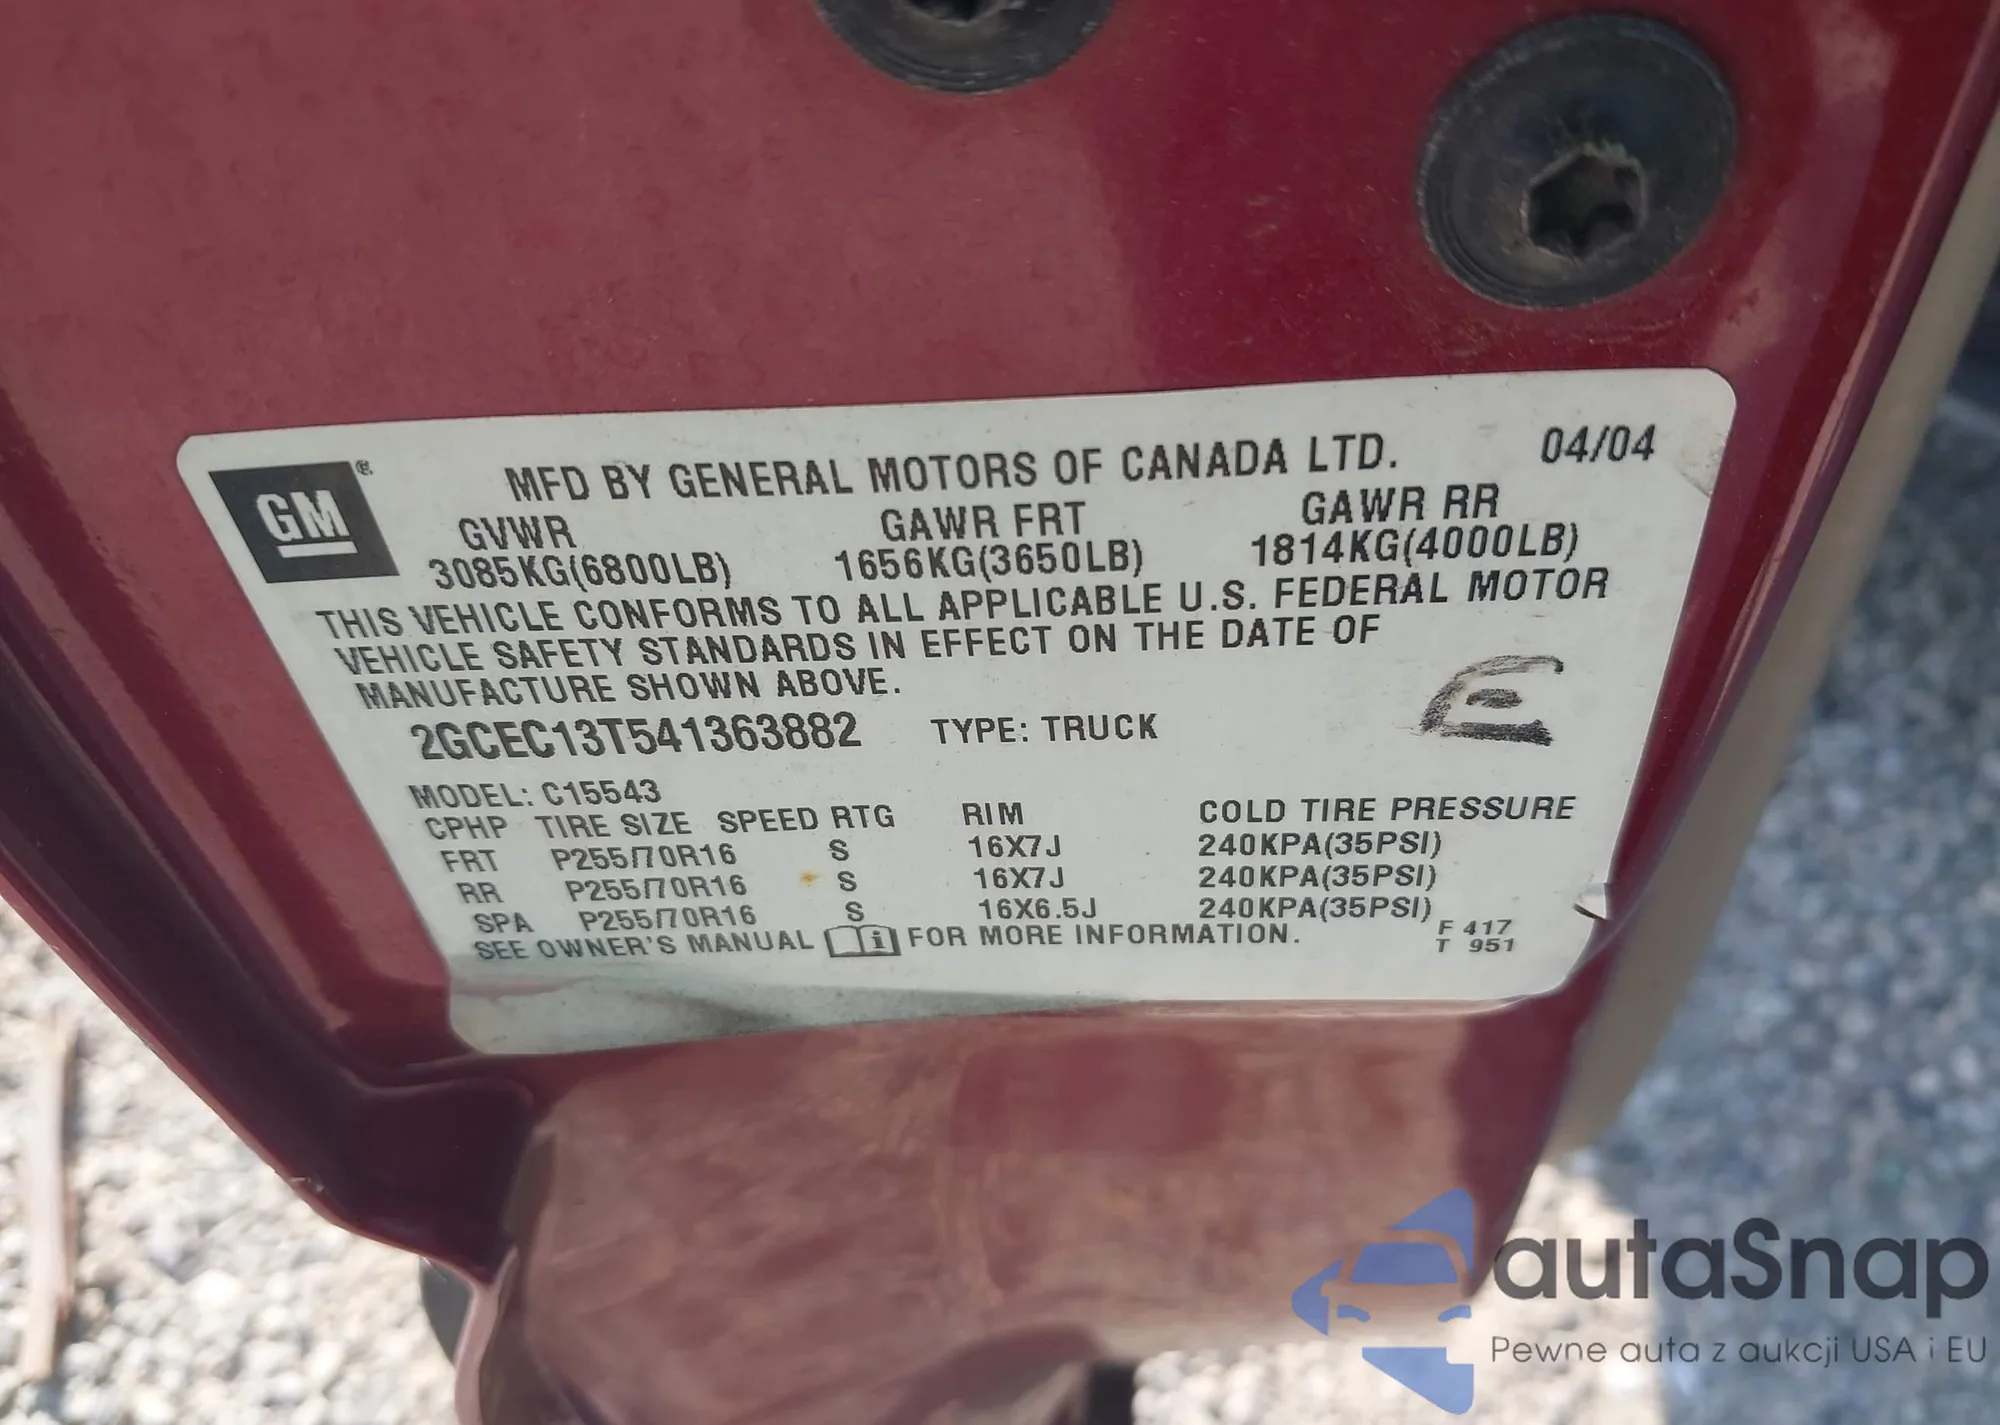 GM®
MFD BY GENERAL MOTORS OF CANADA LTD. 04/04
GVWR GAWR FRT GAWR RR
3085KG(6800LB) 1656KG(3650LB) 1814KG(4000LB)
THIS VEHICLE CONFORMS TO ALL APPLICABLE U.S. FEDERAL MOTOR
VEHICLE SAFETY STANDARDS IN EFFECT ON THE DATE OF
MANUFACTURE SHOWN ABOVE.
2GCEC13T541363882 TYPE: TRUCK
E
MODEL: C15543
CPHP TIRE SIZE SPEED RTG RIM COLD TIRE PRESSURE
FRT P255/70R16 S 16X7J 240KPA(35PSI)
RR P255/70R16 S 16X7J 240KPA(35PSI)
SPA P255/70R16 S 16X6.5J 240KPA(35PSI)
SEE OWNER'S MANUAL i FOR MORE INFORMATION.
F 417
T 951
autaSnap
Pewne auta z aukcji USA i EU